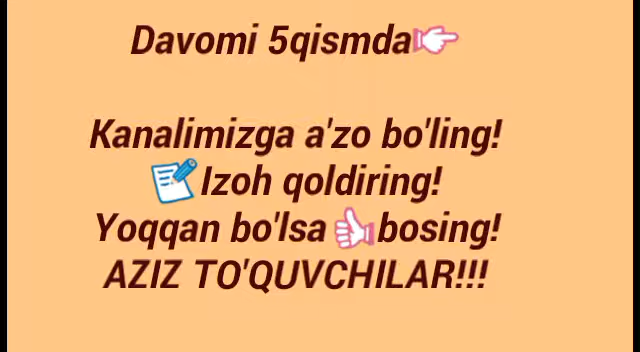 Davomi 5qismda👉
Kanalimizga a'zo bo'ling!
📝Izoh qoldiring!
Yoqqan bo'lsa 👍bosing!
AZIZ TO'QUVCHILAR!!!